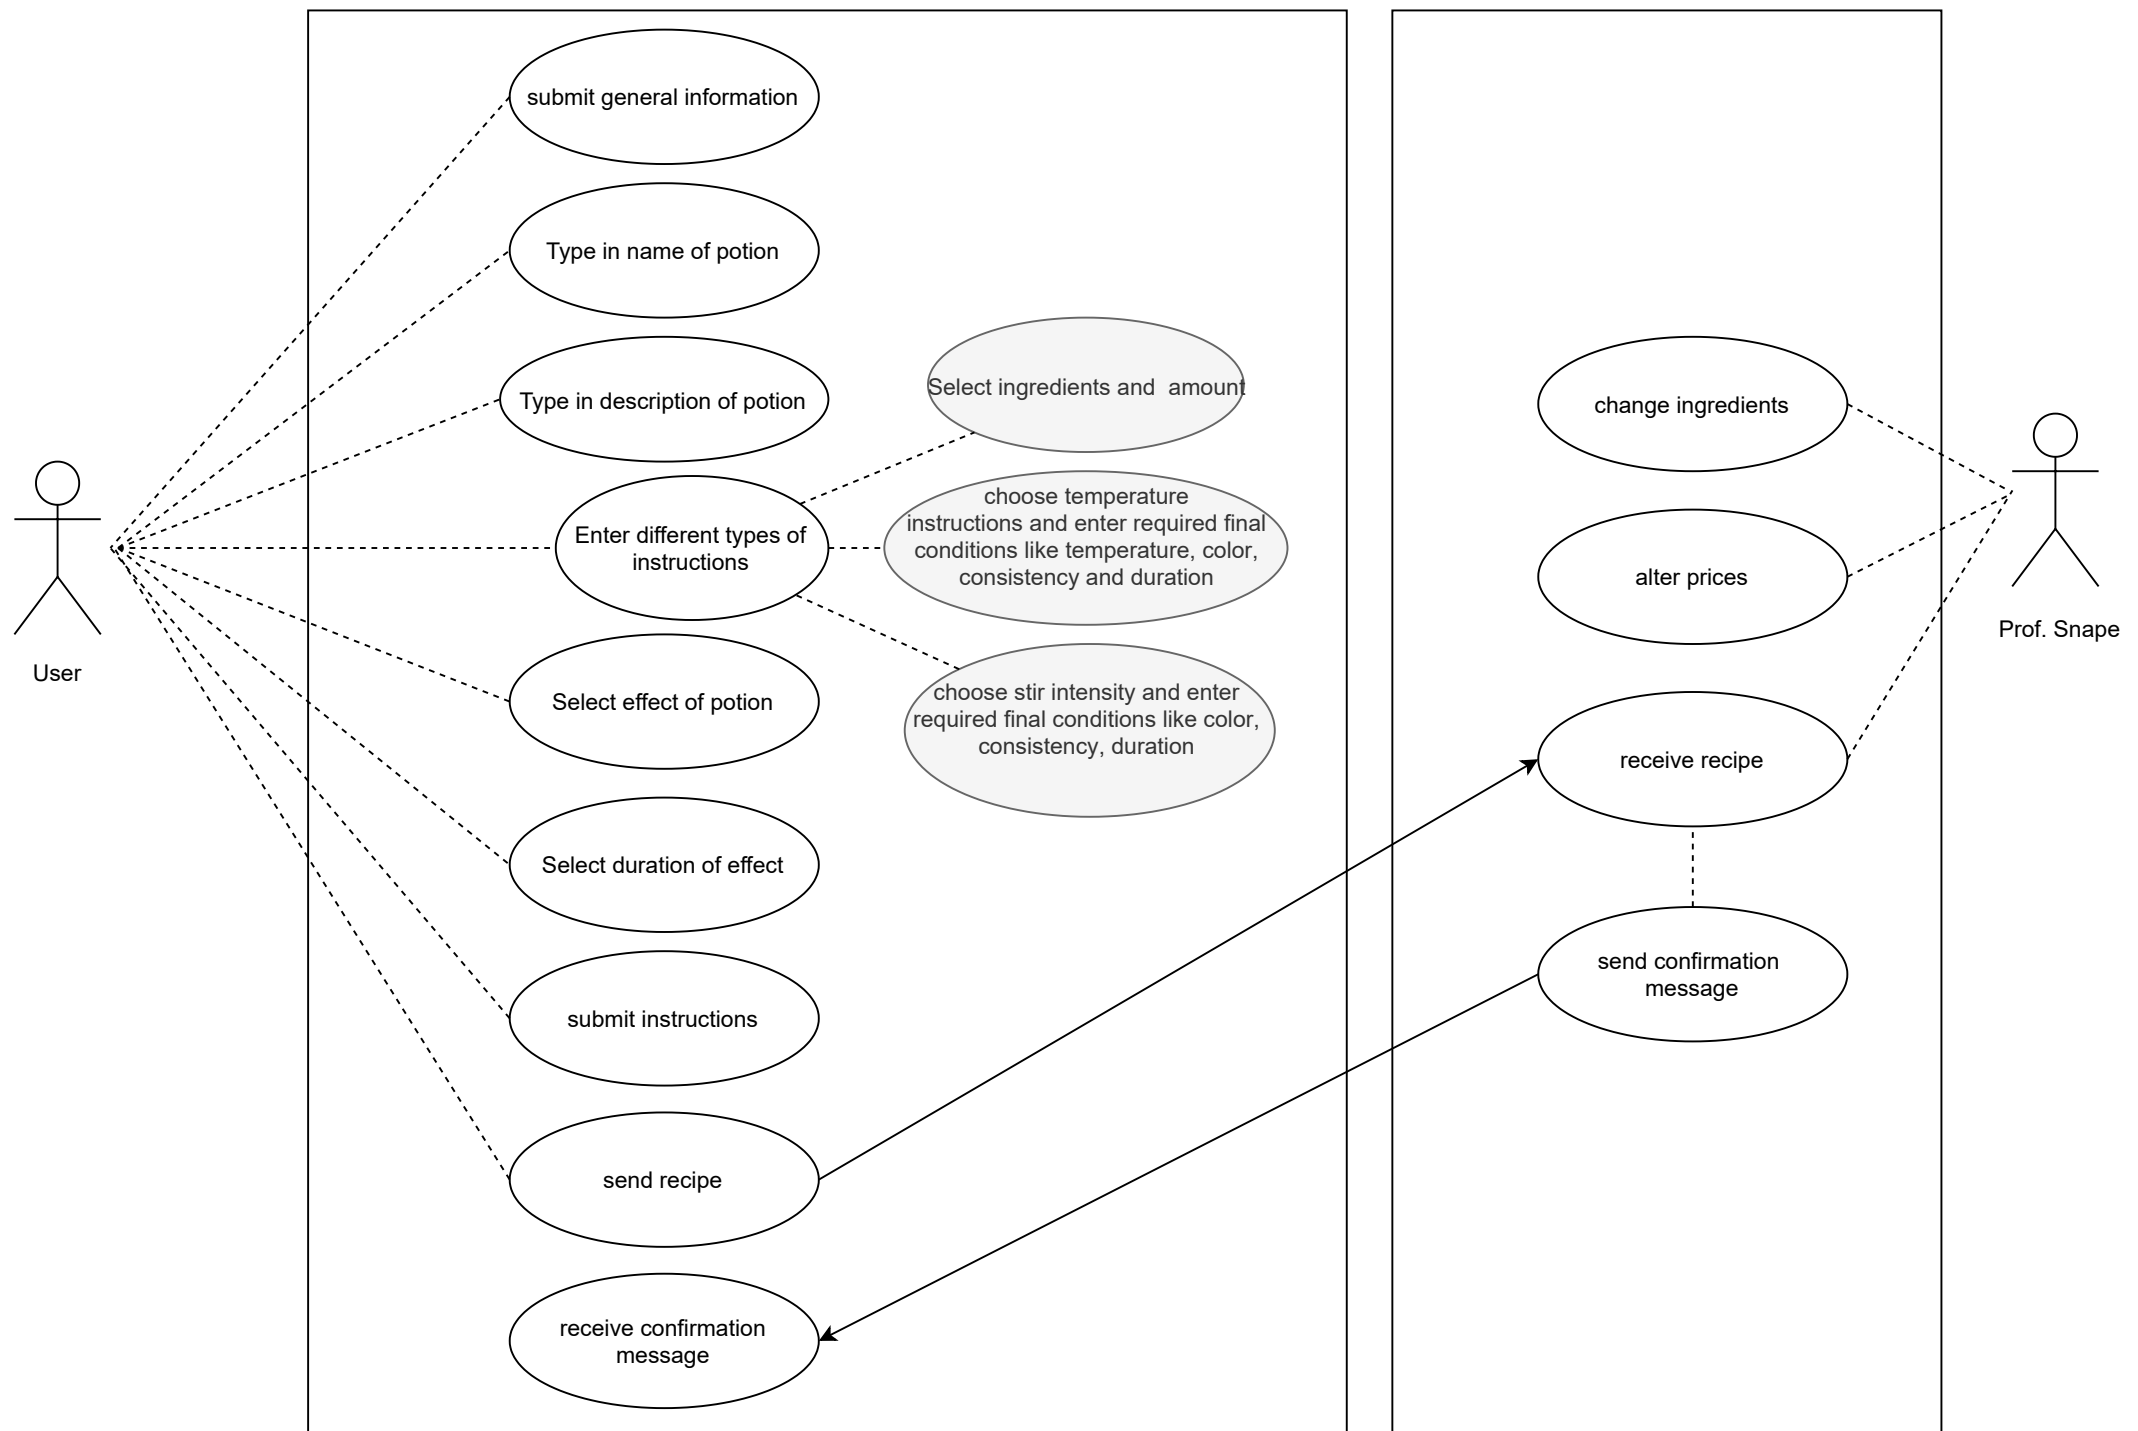 submit general information
Type in name of potion
Type in description of potion
Enter different types of
instructions
Select ingredients and  amount
choose temperature
instructions and enter required final
conditions like temperature, color,
consistency and duration
choose stir intensity and enter
required final conditions like color,
consistency, duration
Select effect of potion
Select duration of effect
submit instructions
send recipe
receive confirmation
message
User
change ingredients
alter prices
receive recipe
send confirmation
message
Prof. Snape